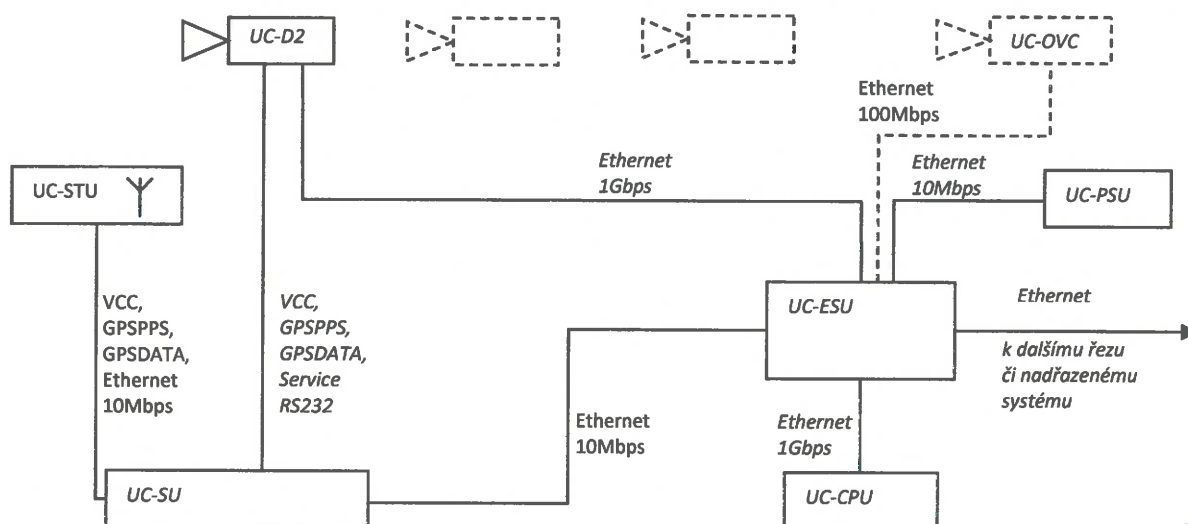 UC-D2
UC-OVC
Ethernet
100Mbps
Ethernet
1Gbps
Ethernet
10Mbps
UC-STU
UC-PSU
VCC,
GPSPPS,
GPSDATA,
Ethernet
10Mbps
VCC,
GPSPPS,
GPSDATA,
Service
RS232
UC-ESU
Ethernet
k dalšímu řezu
či nadřazenému
systému
Ethernet
10Mbps
Ethernet
1Gbps
UC-SU
UC-CPU